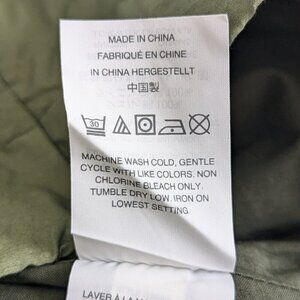 MADE IN CHINA
FABRIQUÉ EN CHINE
IN CHINA HERGESTELLT
中国製
30
MACHINE WASH COLD, GENTLE
CYCLE WITH LIKE COLORS. NON
CHLORINE BLEACH ONLY.
TUMBLE DRY LOW. IRON ON
LOWEST SETTING
LAVER À LA